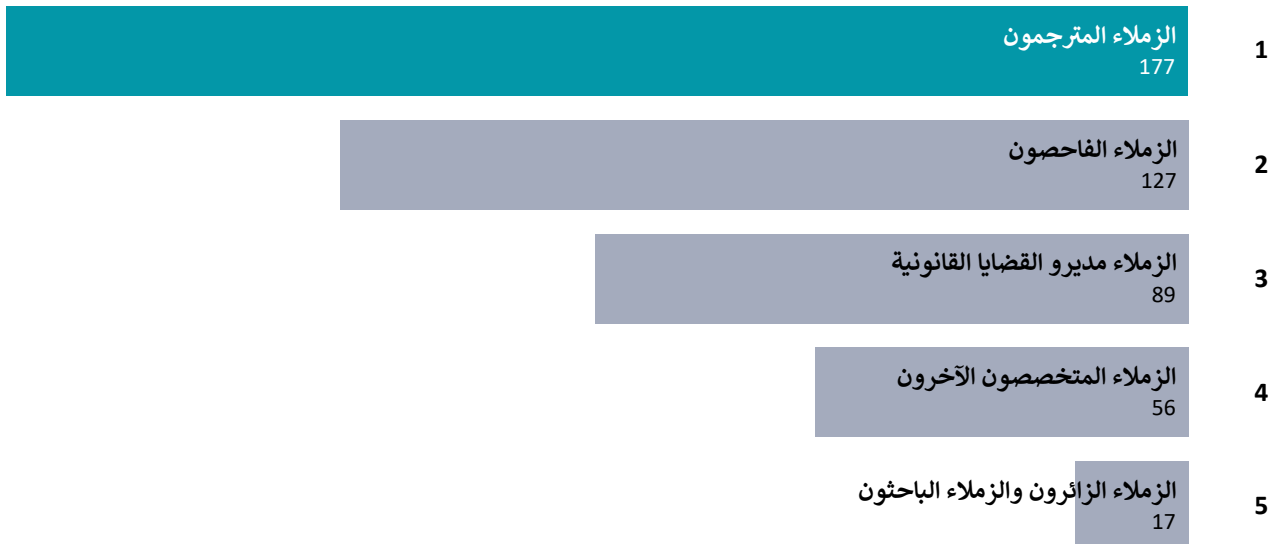 1
الزملاء المترجمون
177
2
الزملاء الفاحصون
127
3
الزملاء مديرو القضايا القانونية
89
4
الزملاء المتخصصون الآخرون
56
5
الزملاء الزائرون والزملاء الباحثون
17